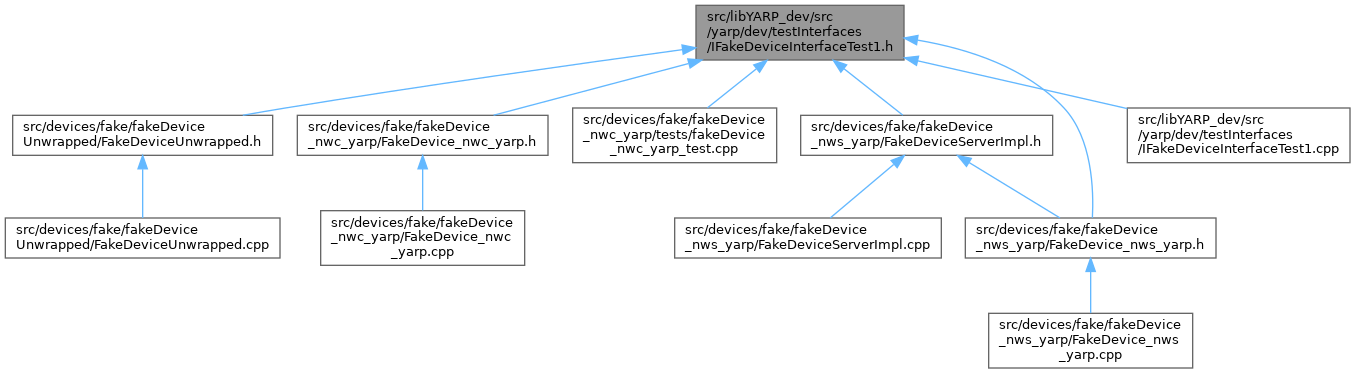 src/libYARP_dev/src
/yarp/dev/testInterfaces
/IFakeDeviceInterfaceTest1.h
src/devices/fake/fakeDevice
Unwrapped/FakeDeviceUnwrapped.h
src/devices/fake/fakeDevice
_nwc_yarp/FakeDevice_nwc_yarp.h
src/devices/fake/fakeDevice
_nwc_yarp/tests/fakeDevice
_nwc_yarp_test.cpp
src/devices/fake/fakeDevice
_nws_yarp/FakeDeviceServerImpl.h
src/libYARP_dev/src
/yarp/dev/testInterfaces
/IFakeDeviceInterfaceTest1.cpp
src/devices/fake/fakeDevice
Unwrapped/FakeDeviceUnwrapped.cpp
src/devices/fake/fakeDevice
_nwc_yarp/FakeDevice_nwc
_yarp.cpp
src/devices/fake/fakeDevice
_nws_yarp/FakeDeviceServerImpl.cpp
src/devices/fake/fakeDevice
_nws_yarp/FakeDevice_nws_yarp.h
src/devices/fake/fakeDevice
_nws_yarp/FakeDevice_nws
_yarp.cpp